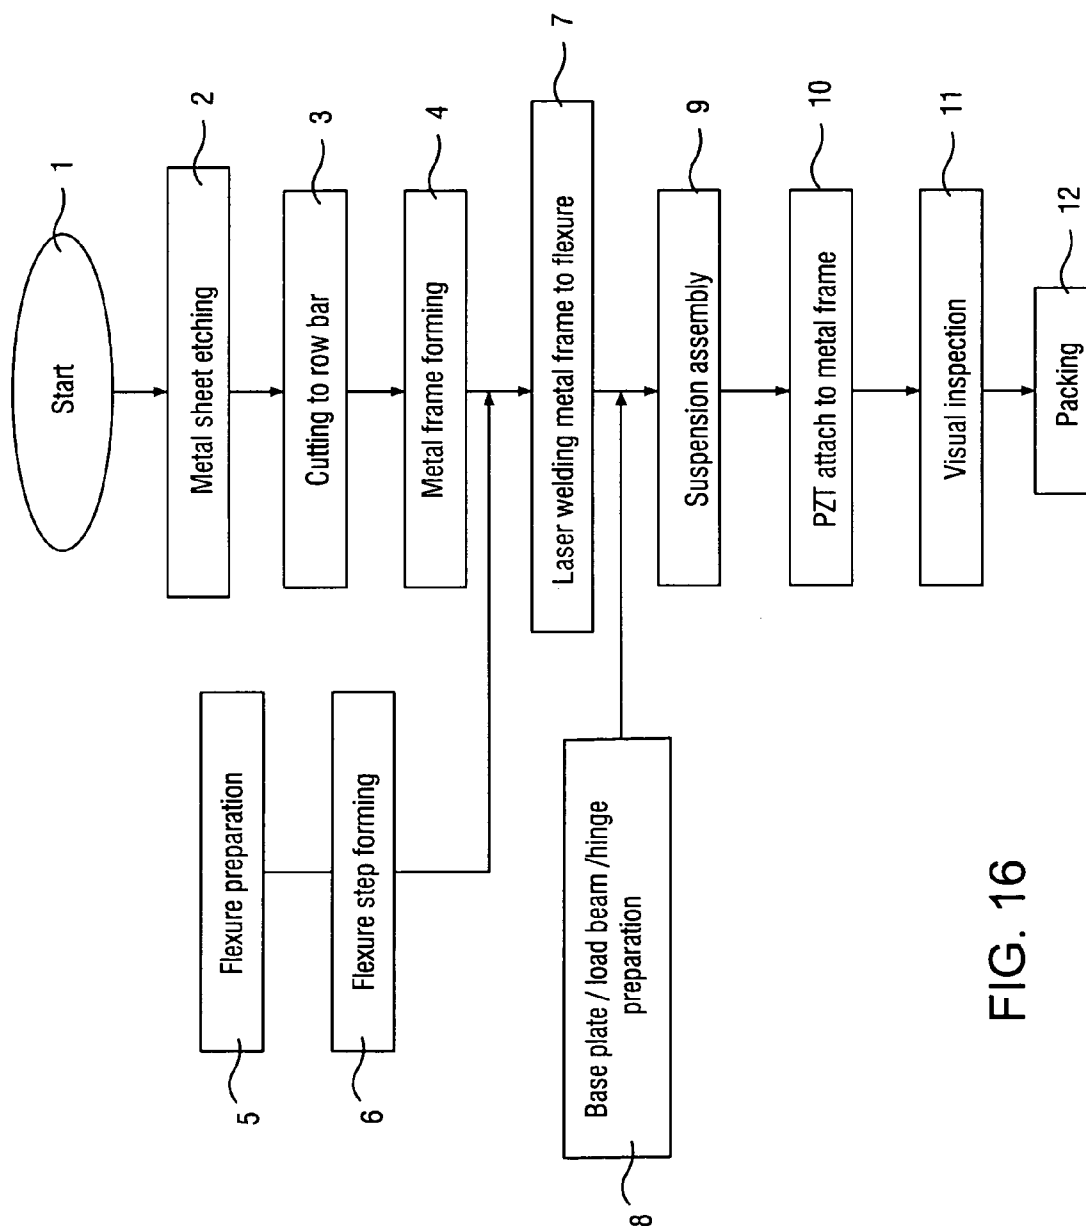 1
Start
2
Metal sheet etching
3
Cutting to row bar
4
Metal frame forming
5
Flexure preparation
6
Flexure step forming
7
Laser welding metal frame to flexure
8
Base plate / load beam /hinge
preparation
9
Suspension assembly
10
PZT attach to metal frame
11
Visual inspection
12
Packing
FIG. 16